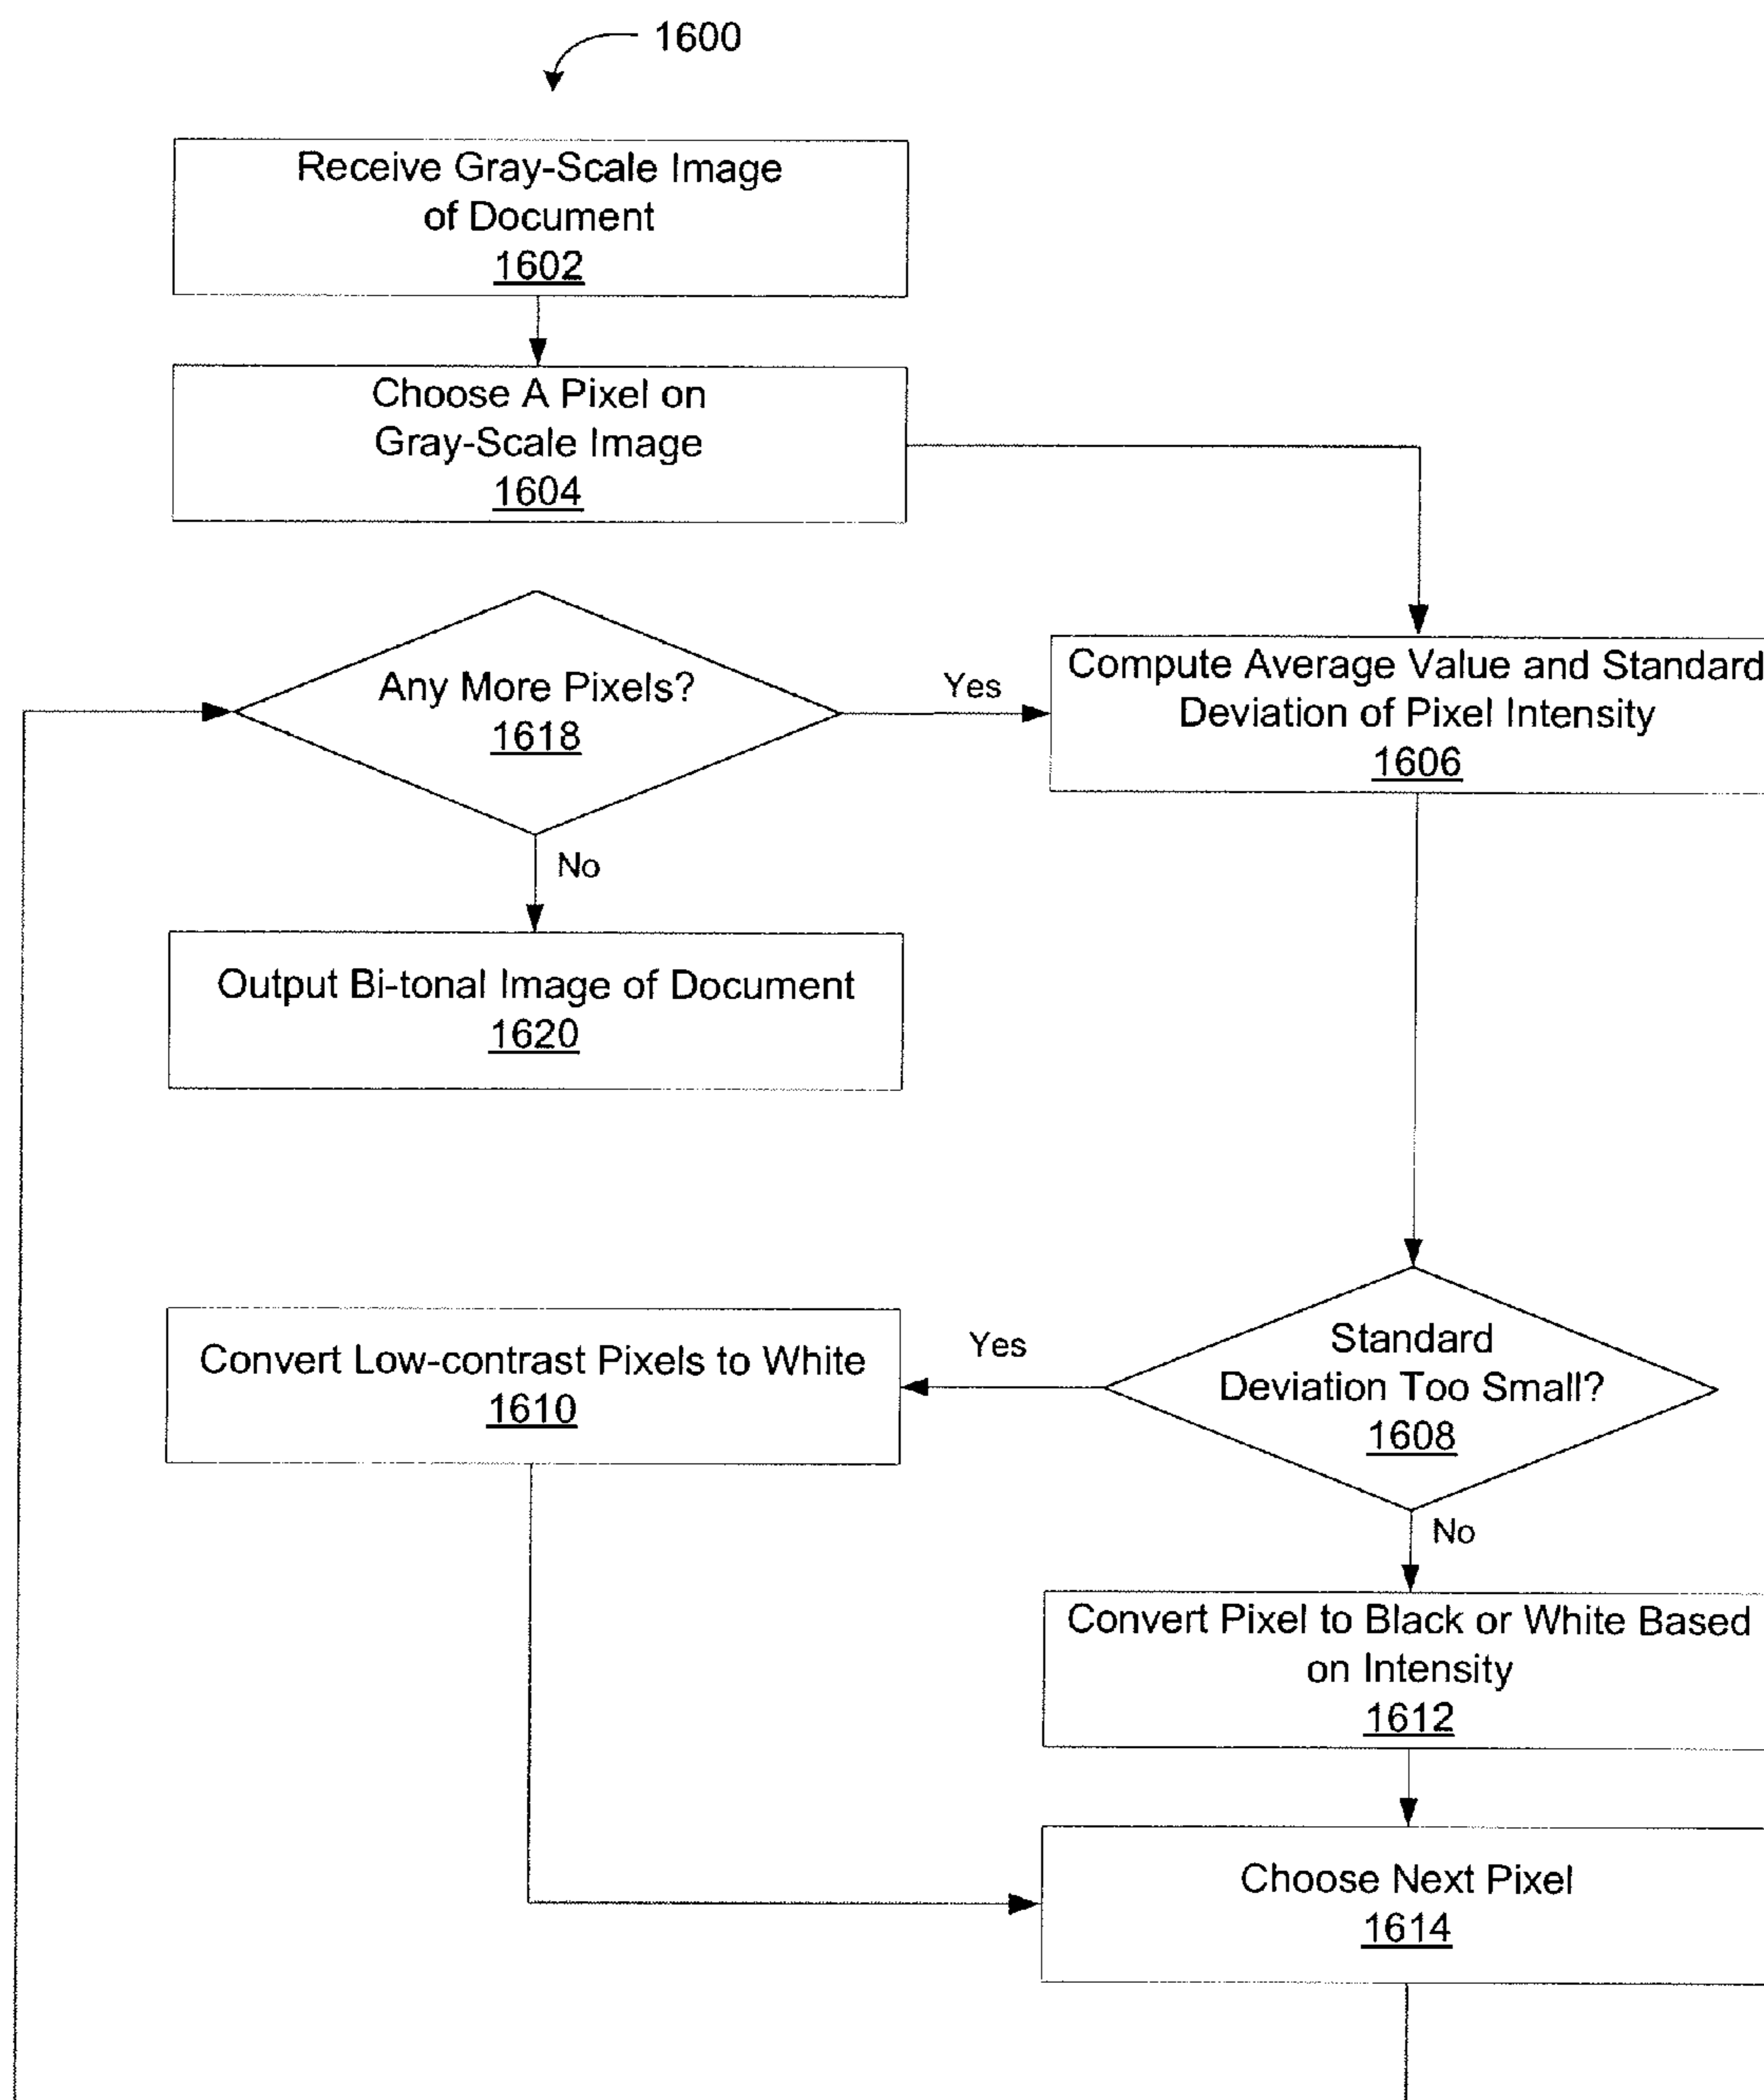 1600
Receive Gray-Scale Image
of Document
1602
Choose A Pixel on
Gray-Scale Image
1604
Any More Pixels?
1618
Yes
Compute Average Value and Standard
Deviation of Pixel Intensity
1606
No
Output Bi-tonal Image of Document
1620
Standard
Deviation Too Small?
1608
Yes
Convert Low-contrast Pixels to White
1610
No
Convert Pixel to Black or White Based
on Intensity
1612
Choose Next Pixel
1614